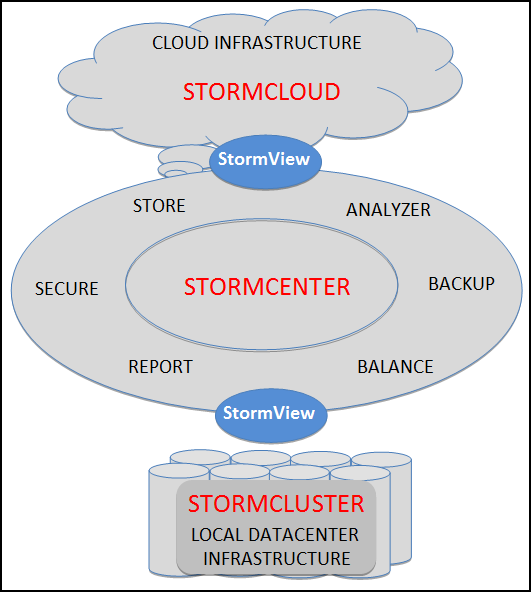 CLOUD INFRASTRUCTURE
STORMCLOUD
StormView
STORE
ANALYZER
SECURE
STORMCENTER
BACKUP
REPORT
BALANCE
StormView
STORMCLUSTER
LOCAL DATACENTER
INFRASTRUCTURE